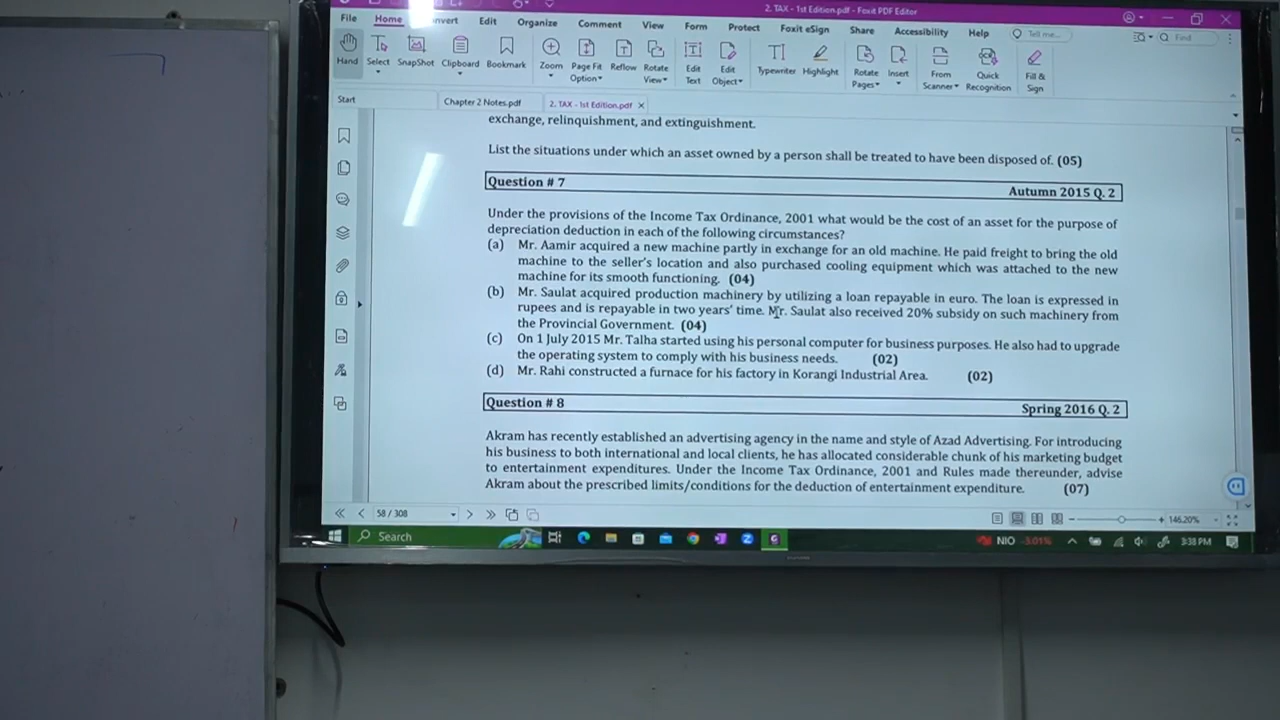 2. TAX - 1st Edition.pdf - Foxit PDF Editor
File Home Convert Edit Organize Comment View Form Protect Foxit eSign Share Accessibility Help Tell me... Find
Hand Select SnapShot Clipboard Bookmark Zoom Page Fit Option Reflow Rotate View Edit Text Edit Object Typewriter Highlight Rotate Pages Insert From Scanner Quick Recognition Fill & Sign
Start Chapter 2 Notes.pdf 2. TAX - 1st Edition.pdf
exchange, relinquishment, and extinguishment.
List the situations under which an asset owned by a person shall be treated to have been disposed of. (05)
Question # 7 Autumn 2015 Q. 2
Under the provisions of the Income Tax Ordinance, 2001 what would be the cost of an asset for the purpose of
depreciation deduction in each of the following circumstances?
(a) Mr. Aamir acquired a new machine partly in exchange for an old machine. He paid freight to bring the old
machine to the seller's location and also purchased cooling equipment which was attached to the new
machine for its smooth functioning. (04)
(b) Mr. Saulat acquired production machinery by utilizing a loan repayable in euro. The loan is expressed in
rupees and is repayable in two years' time. Mr. Saulat also received 20% subsidy on such machinery from
the Provincial Government. (04)
(c) On 1 July 2015 Mr. Talha started using his personal computer for business purposes. He also had to upgrade
the operating system to comply with his business needs. (02)
(d) Mr. Rahi constructed a furnace for his factory in Korangi Industrial Area. (02)
Question # 8 Spring 2016 Q. 2
Akram has recently established an advertising agency in the name and style of Azad Advertising. For introducing
his business to both international and local clients, he has allocated considerable chunk of his marketing budget
to entertainment expenditures. Under the Income Tax Ordinance, 2001 and Rules made thereunder, advise
Akram about the prescribed limits/conditions for the deduction of entertainment expenditure. (07)
58 / 308 146.20%
Search NIO -3.01% 3:38 PM